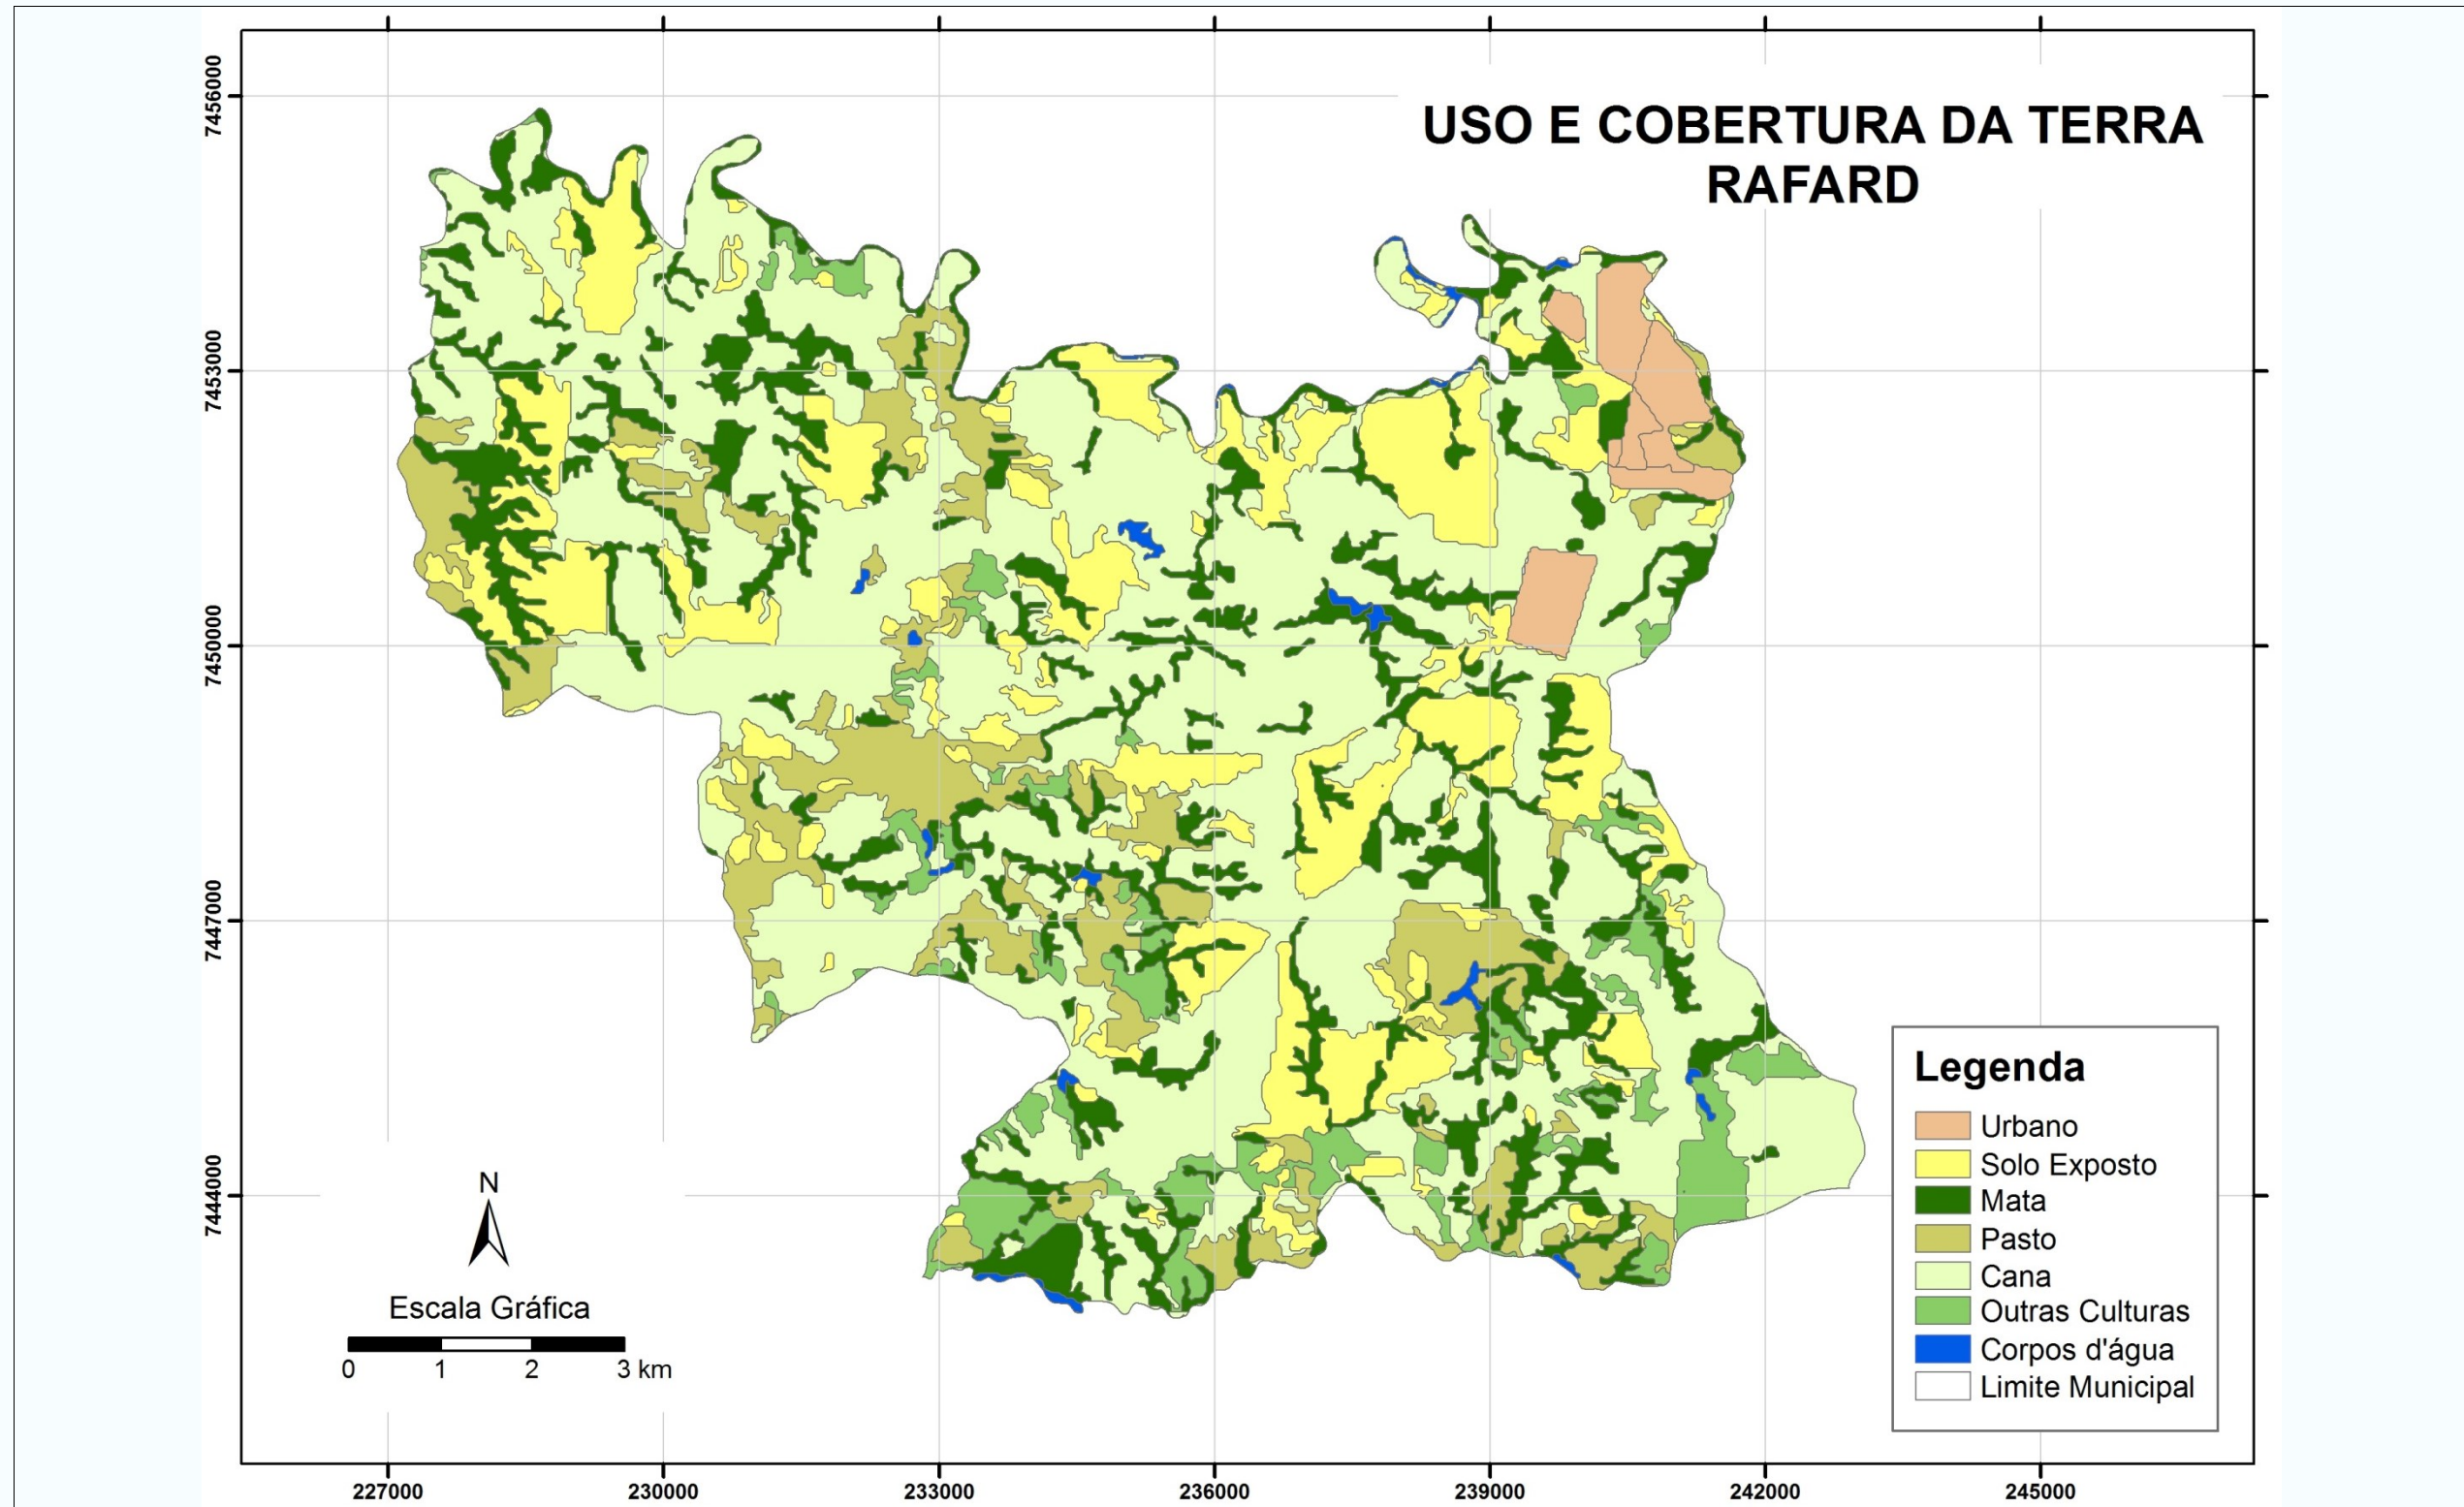 USO E COBERTURA DA TERRA
RAFARD
7456000
7453000
7450000
7447000
7444000
N
Escala Gráfica
0 1 2 3 km
Legenda
Urbano
Solo Exposto
Mata
Pasto
Cana
Outras Culturas
Corpos d'água
Limite Municipal
227000 230000 233000 236000 239000 242000 245000